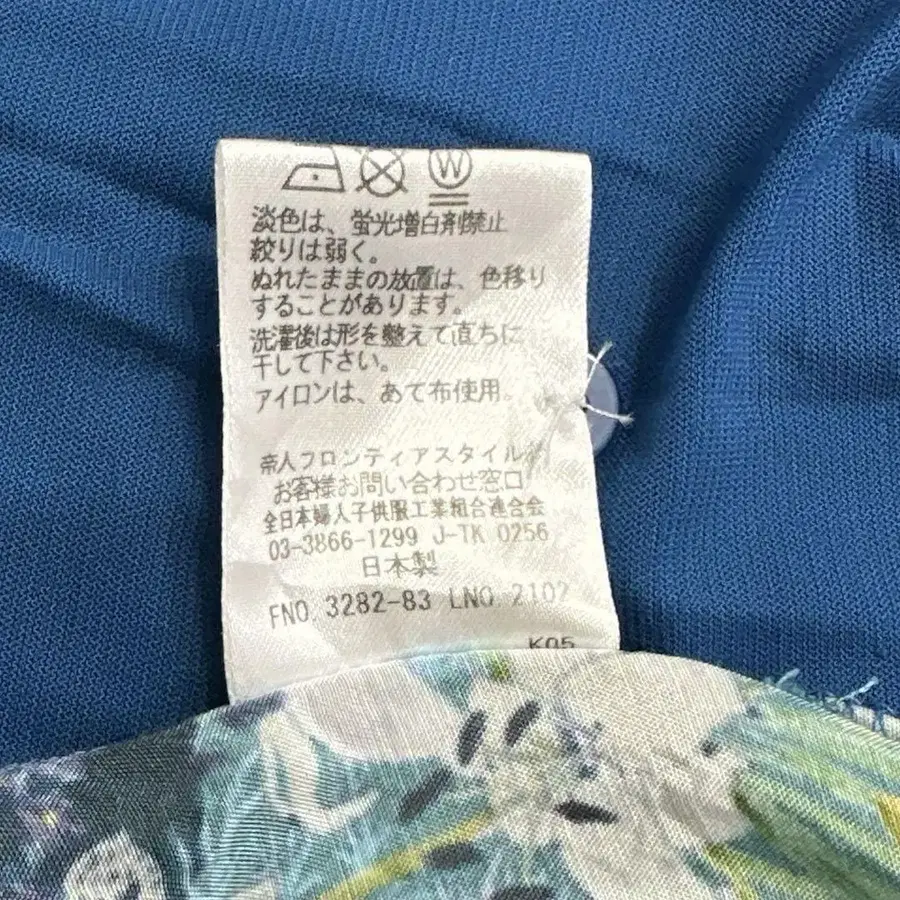 W
淡色は、蛍光増白剤禁止
絞りは弱く。
ぬれたままの放置は、色移り
することがあります。
洗濯後は形を整えて直ちに
干して下さい。
アイロンは、あて布使用。
帝人フロンティアスタイル
お客様お問い合わせ窓口
全日本婦人子供服工業組合連合会
03-3866-1299 J-TK 0256
日本製
FNO. 3282-83 LNO 2102
K05